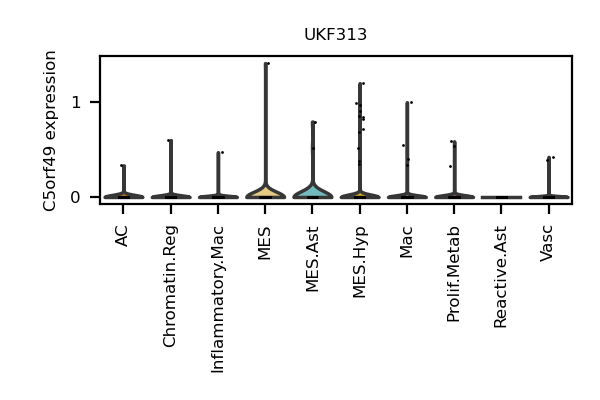 UKF313
C5orf49 expression
1
0
AC
Chromatin.Reg
Inflammatory.Mac
MES
MES.Ast
MES.Hyp
Mac
Prolif.Metab
Reactive.Ast
Vasc